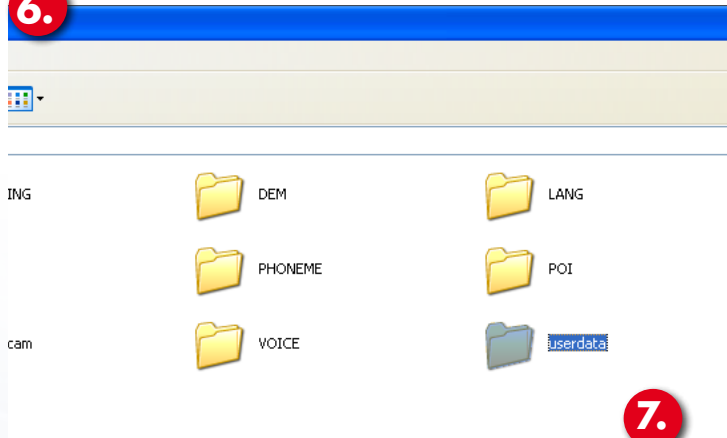 6.
ING DEM LANG
PHONEME POI
cam VOICE userdata
7.